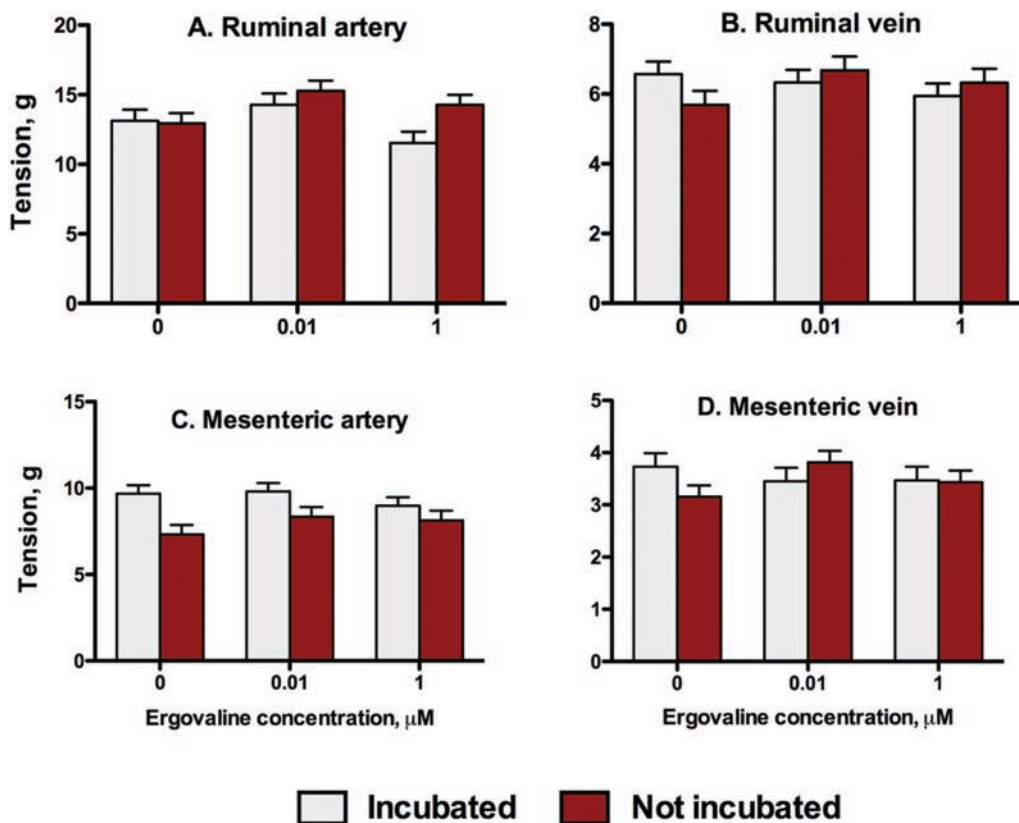 A. Ruminal artery
Tension, g
20
15
10
5
0
0 0.01 1
B. Ruminal vein
8
6
4
2
0
0 0.01 1
C. Mesenteric artery
Tension, g
15
10
5
0
0 0.01 1
Ergovaline concentration, µM
D. Mesenteric vein
5
4
3
2
1
0
0 0.01 1
Ergovaline concentration, µM
Incubated Not incubated